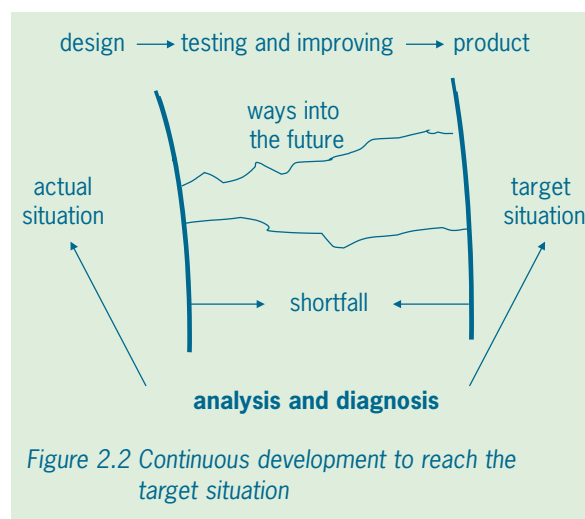 design → testing and improving → product
ways into
the future
actual
situation
target
situation
shortfall
analysis and diagnosis
Figure 2.2 Continuous development to reach the
target situation